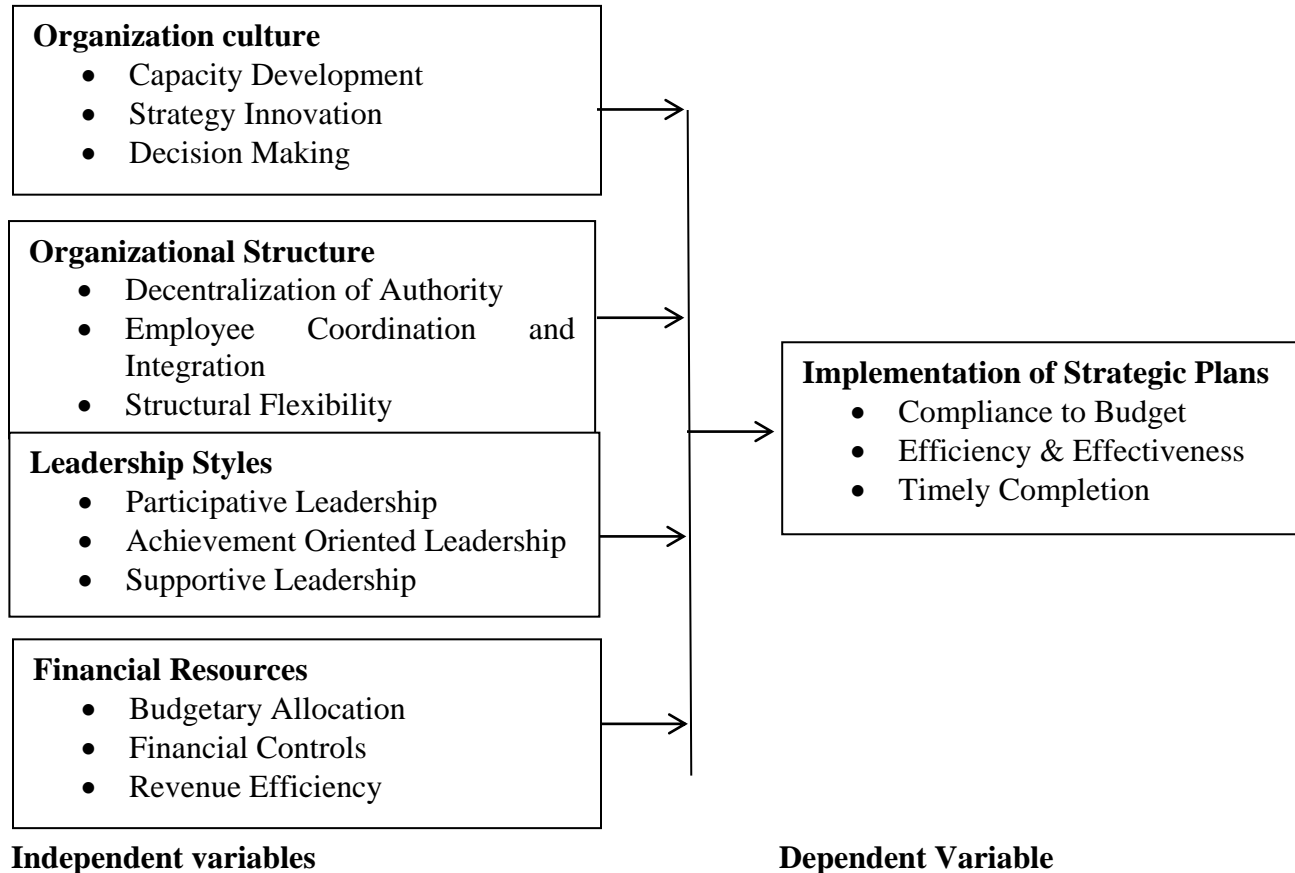 Organization culture
• Capacity Development
• Strategy Innovation
• Decision Making
Organizational Structure
• Decentralization of Authority
• Employee Coordination and
Integration
• Structural Flexibility
Leadership Styles
• Participative Leadership
• Achievement Oriented Leadership
• Supportive Leadership
Financial Resources
• Budgetary Allocation
• Financial Controls
• Revenue Efficiency
Independent variables
Implementation of Strategic Plans
• Compliance to Budget
• Efficiency & Effectiveness
• Timely Completion
Dependent Variable